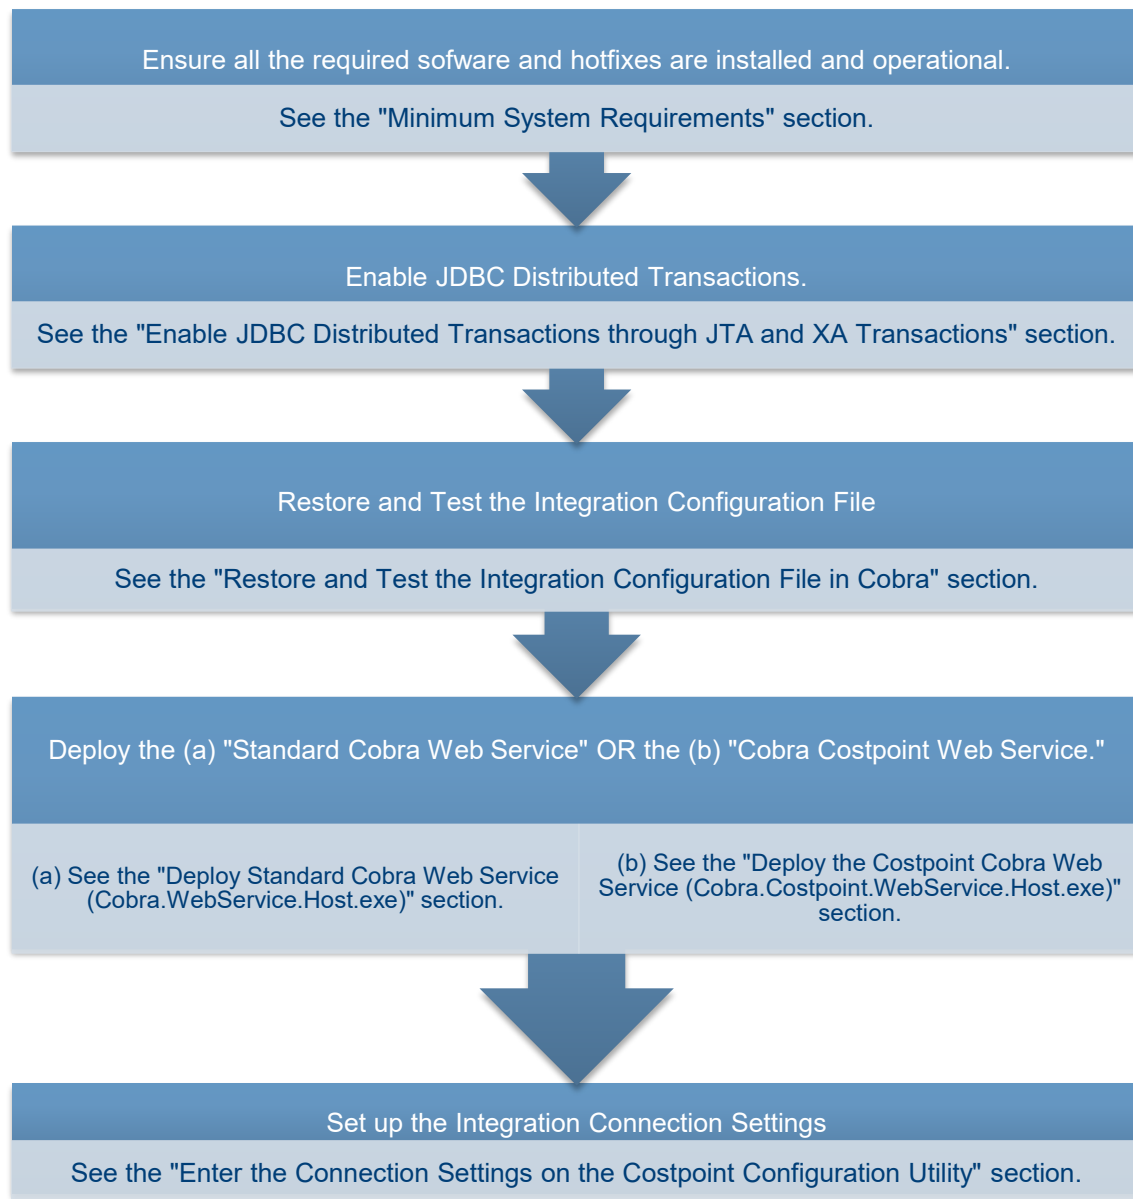 Ensure all the required sofware and hotfixes are installed and operational.
See the "Minimum System Requirements" section.
Enable JDBC Distributed Transactions.
See the "Enable JDBC Distributed Transactions through JTA and XA Transactions" section.
Restore and Test the Integration Configuration File
See the "Restore and Test the Integration Configuration File in Cobra" section.
Deploy the (a) "Standard Cobra Web Service" OR the (b) "Cobra Costpoint Web Service."
(a) See the "Deploy Standard Cobra Web Service
(Cobra.WebService.Host.exe)" section.
(b) See the "Deploy the Costpoint Cobra Web
Service (Cobra.Costpoint.WebService.Host.exe)"
section.
Set up the Integration Connection Settings
See the "Enter the Connection Settings on the Costpoint Configuration Utility" section.